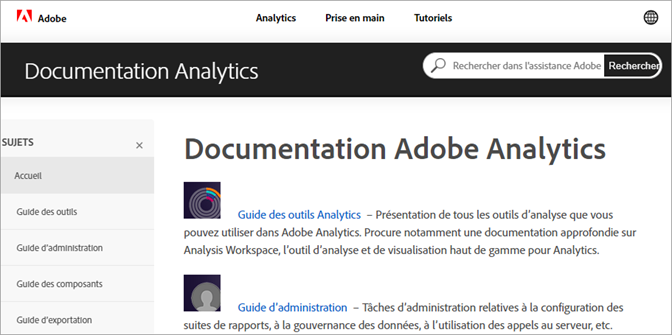 Adobe
Analytics
Prise en main
Tutoriels
Documentation Analytics
Rechercher dans l'assistance Adobe
Rechercher
SUJETS
×
Accueil
Guide des outils
Guide d'administration
Guide des composants
Guide d'exportation
Documentation Adobe Analytics
Guide des outils Analytics – Présentation de tous les outils d'analyse que vous
pouvez utiliser dans Adobe Analytics. Procure notamment une documentation approfondie sur
Analysis Workspace, l'outil d'analyse et de visualisation haut de gamme pour Analytics.
Guide d'administration – Tâches d'administration relatives à la configuration des
suites de rapports, à la gouvernance des données, à l'utilisation des appels au serveur, etc.